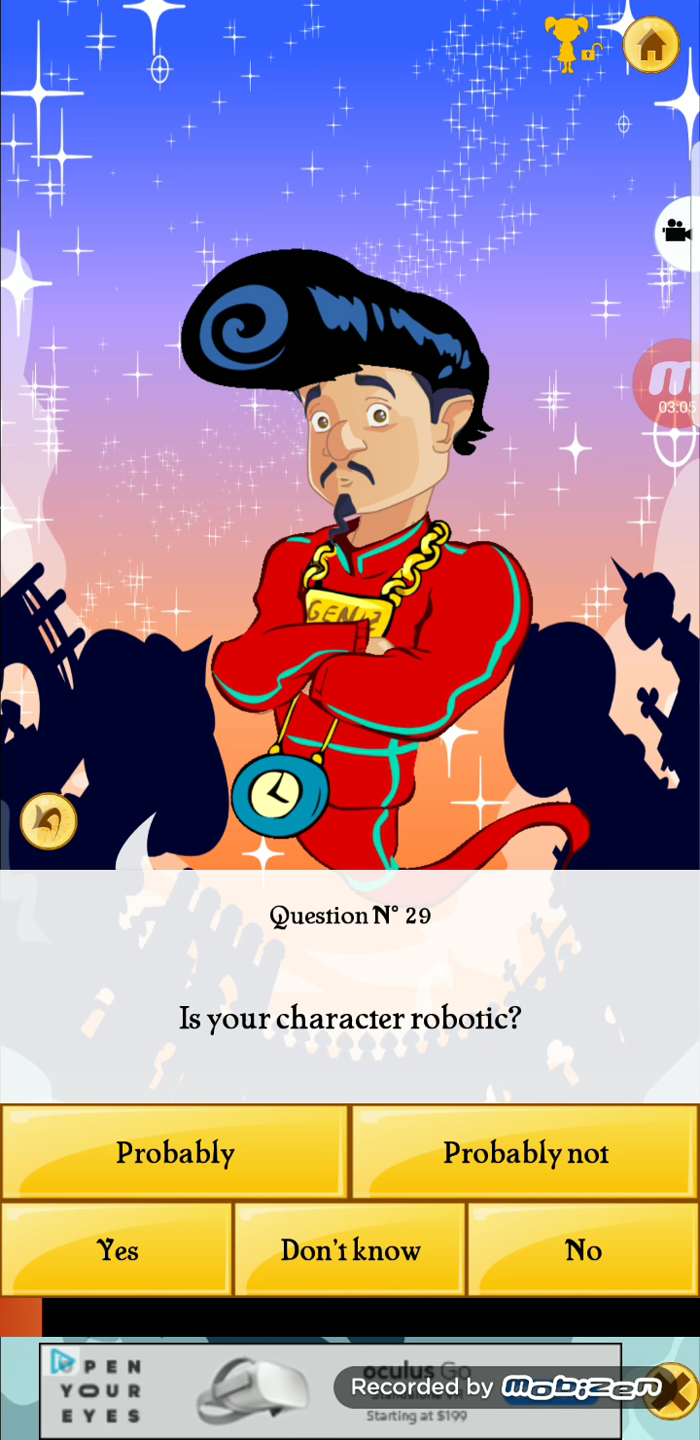 03:05
Question N° 29
Is your character robotic?
Probably
Probably not
Yes
Don't know
No
PEN
YOUR
EYES
oculus Go
Starting at $199
Recorded by mobizen